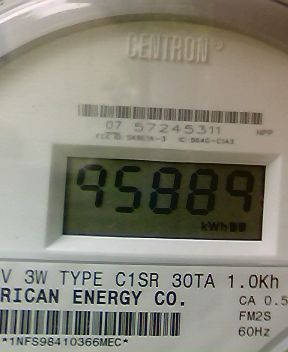 CENTRON®
07 57245311
NPP
95889
kWh
V 3W TYPE C1SR 30TA 1.0Kh
RICAN ENERGY CO.
CA 0.5
FM2S
60Hz
*1NFS98410366MEC*